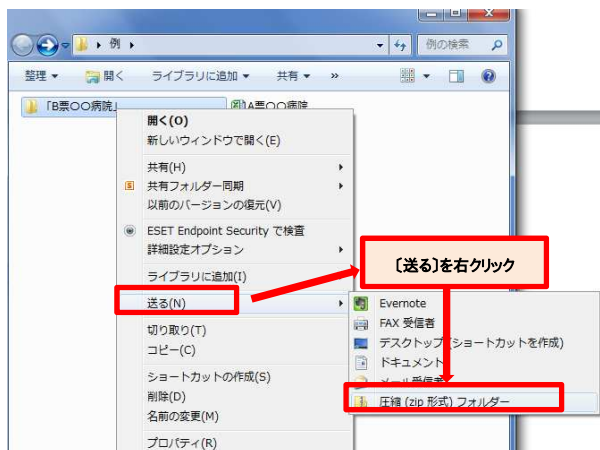 例
例の検索
整理 開く ライブラリに追加 共有 »
「B票〇〇病院」 A票〇〇病院
開く(O)
新しいウィンドウで開く(E)
共有(H)
共有フォルダー同期
以前のバージョンの復元(V)
ESET Endpoint Security で検査
詳細設定オプション
ライブラリに追加(I)
送る(N)
切り取り(T)
コピー(C)
ショートカットの作成(S)
削除(D)
名前の変更(M)
プロパティ(R)
〔送る〕を右クリック
Evernote
FAX 受信者
デスクトップ (ショートカットを作成)
ドキュメント
メール受信者
圧縮 (zip 形式) フォルダー